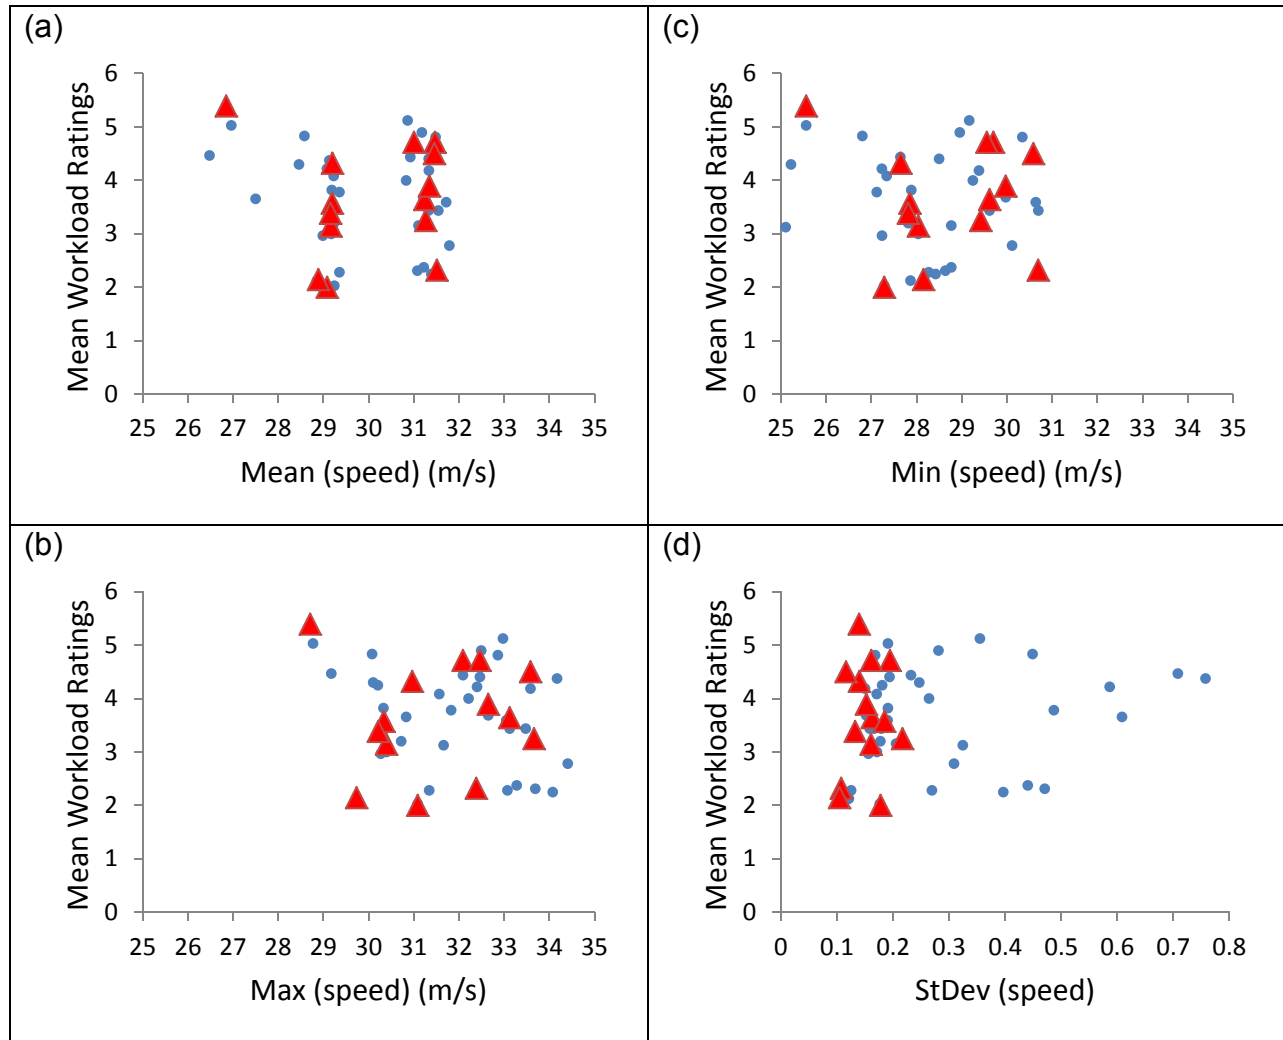 (a)
Mean Workload Ratings
6
5
4
3
2
1
0
25 26 27 28 29 30 31 32 33 34 35
Mean (speed) (m/s)
(c)
Mean Workload Ratings
6
5
4
3
2
1
0
25 26 27 28 29 30 31 32 33 34 35
Min (speed) (m/s)
(b)
Mean Workload Ratings
6
5
4
3
2
1
0
25 26 27 28 29 30 31 32 33 34 35
Max (speed) (m/s)
(d)
Mean Workload Ratings
6
5
4
3
2
1
0
0 0.1 0.2 0.3 0.4 0.5 0.6 0.7 0.8
StDev (speed)